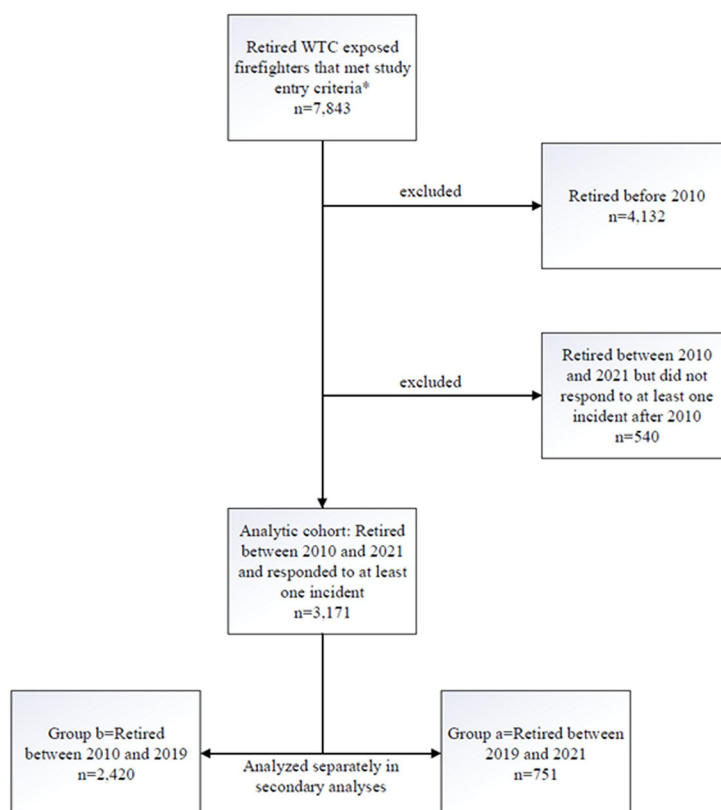 Retired WTC exposed
firefighters that met study
entry criteria*
n=7,843
excluded
Retired before 2010
n=4,132
excluded
Retired between 2010
and 2021 but did not
respond to at least one
incident after 2010
n=540
Analytic cohort: Retired
between 2010 and 2021
and responded to at least
one incident
n=3,171
Group b=Retired
between 2010 and 2019
n=2,420
Analyzed separately in
secondary analyses
Group a=Retired between
2019 and 2021
n=751